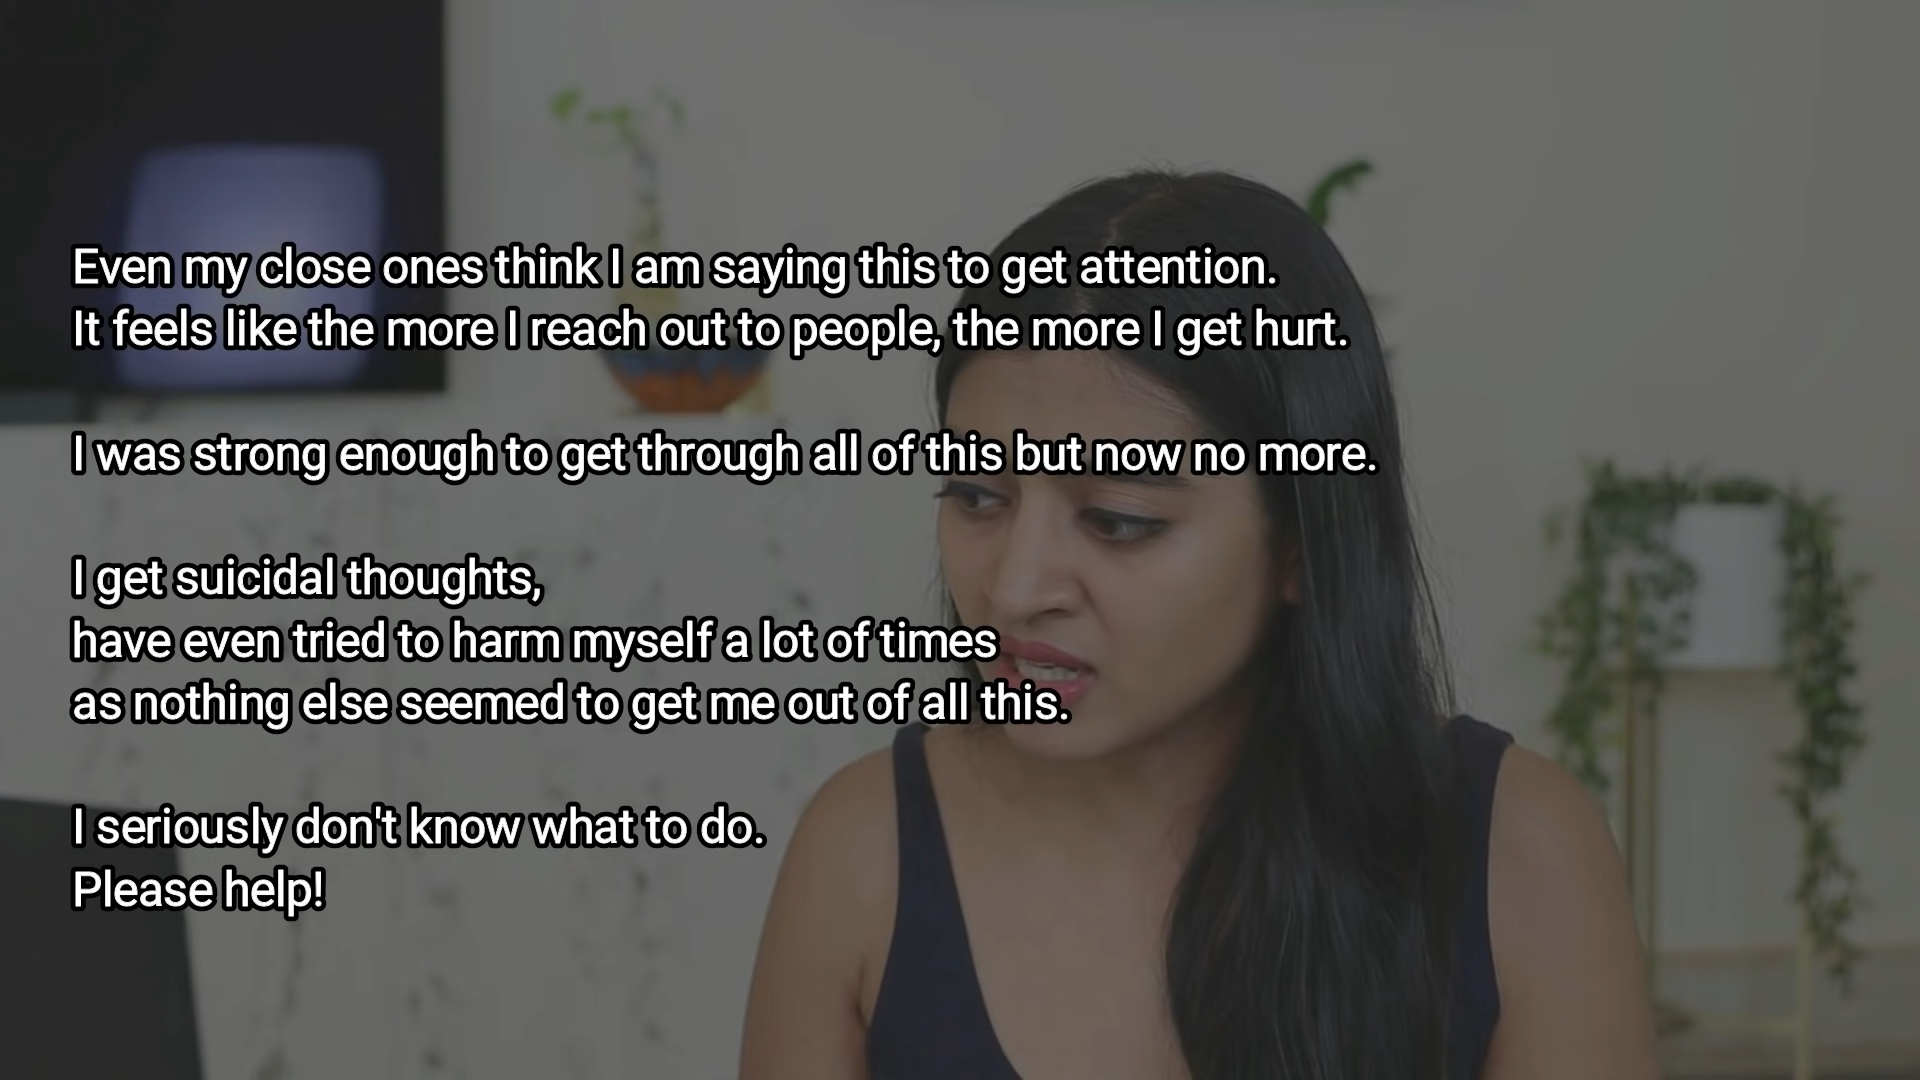 Even my close ones think I am saying this to get attention.
It feels like the more I reach out to people, the more I get hurt.
I was strong enough to get through all of this but now no more.
I get suicidal thoughts,
have even tried to harm myself a lot of times
as nothing else seemed to get me out of all this.
I seriously don't know what to do.
Please help!